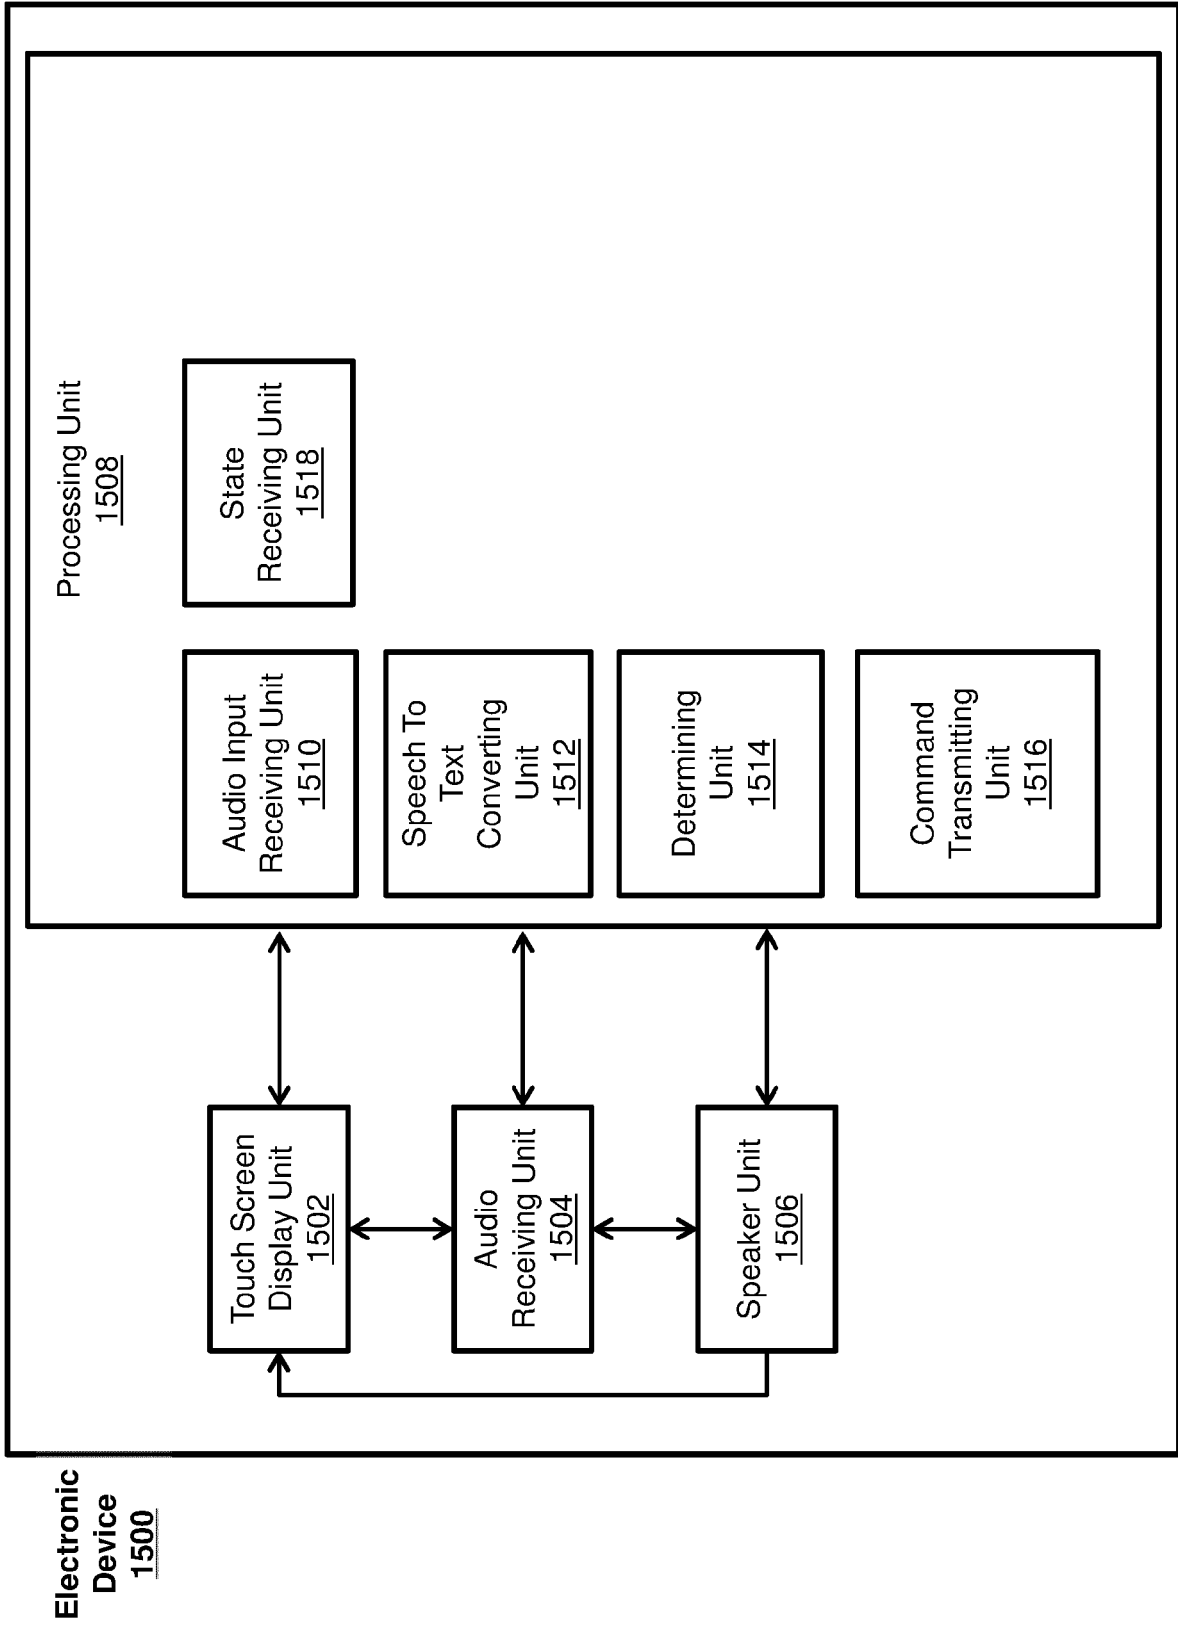 Electronic
Device
1500
Touch Screen
Display Unit
1502
Audio
Receiving Unit
1504
Speaker Unit
1506
Processing Unit
1508
Audio Input
Receiving Unit
1510
Speech To
Text
Converting
Unit
1512
Determining
Unit
1514
Command
Transmitting
Unit
1516
State
Receiving Unit
1518